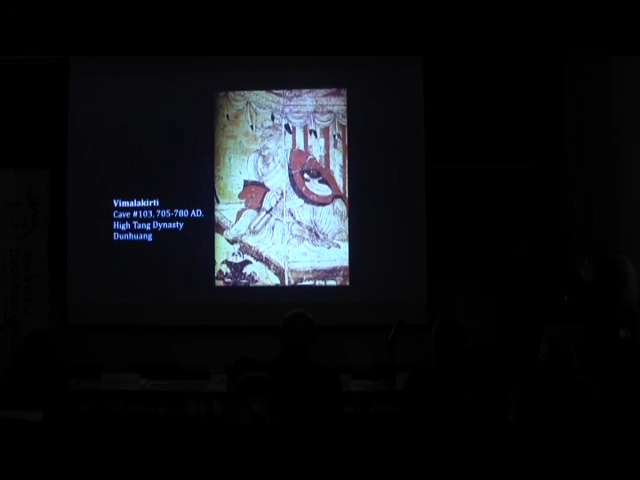 Vimalakirti
Cave #103, 705-780 AD.
High Tang Dynasty
Dunhuang